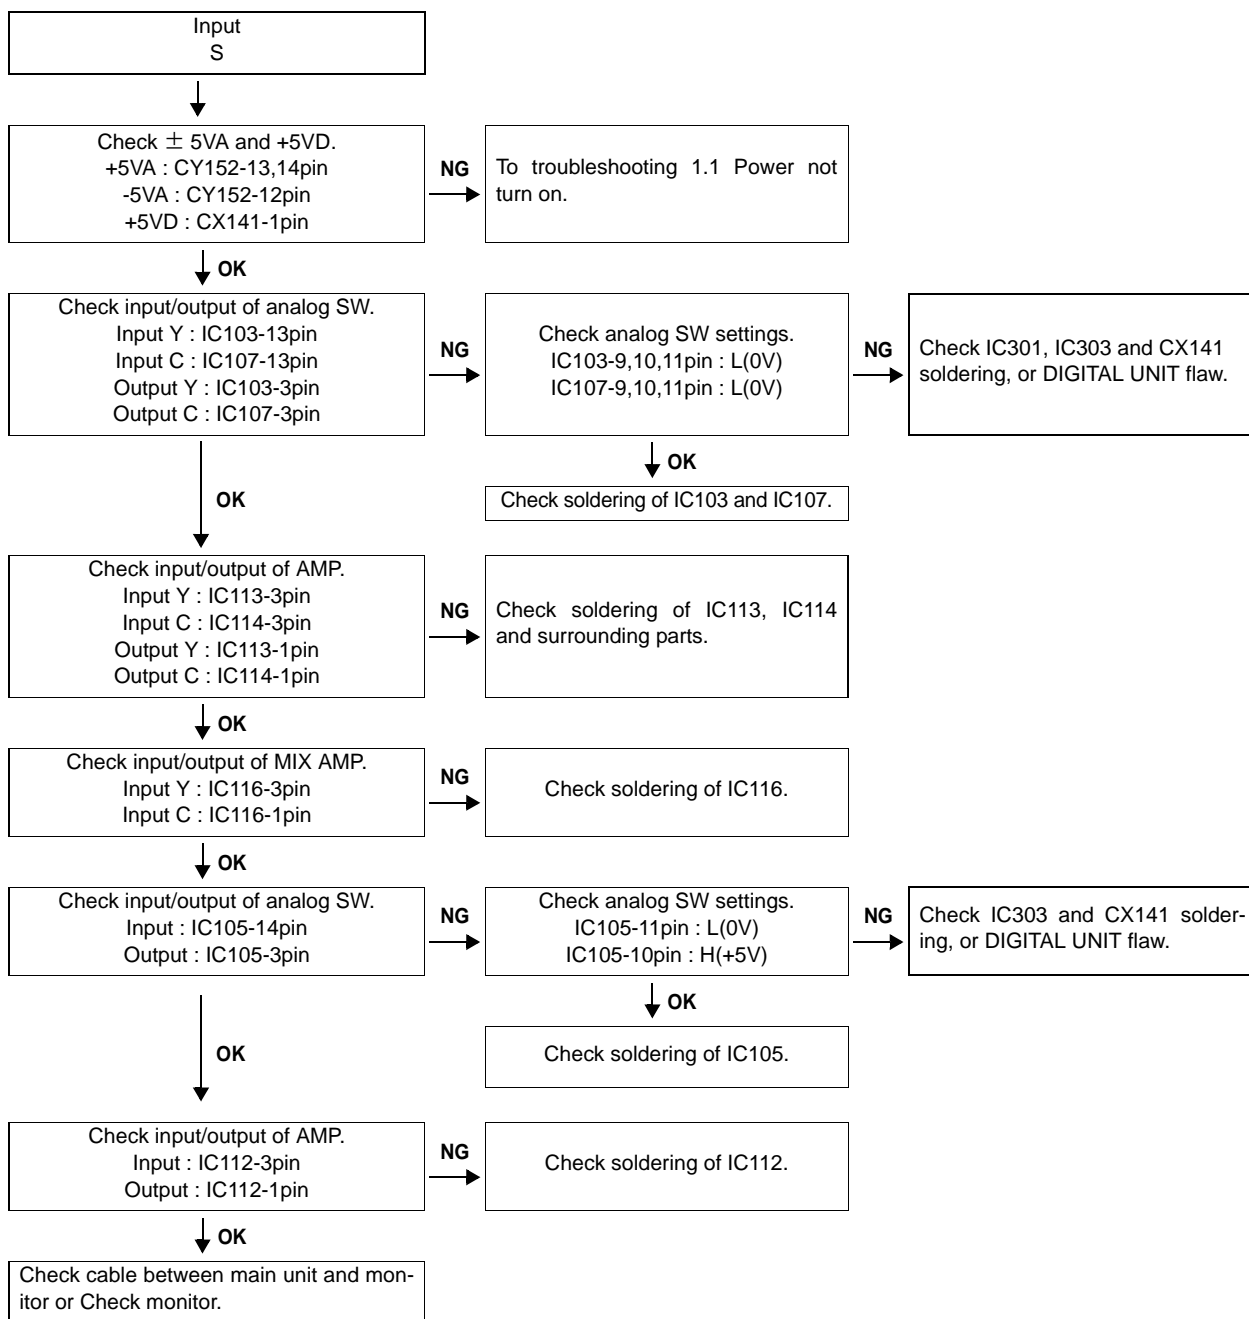 Input
S
Check ± 5VA and +5VD.
+5VA : CY152-13,14pin
-5VA : CY152-12pin
+5VD : CX141-1pin
NG
To troubleshooting 1.1 Power not
turn on.
OK
Check input/output of analog SW.
Input Y : IC103-13pin
Input C : IC107-13pin
Output Y : IC103-3pin
Output C : IC107-3pin
NG
Check analog SW settings.
IC103-9,10,11pin : L(0V)
IC107-9,10,11pin : L(0V)
NG
Check IC301, IC303 and CX141
soldering, or DIGITAL UNIT flaw.
OK
Check soldering of IC103 and IC107.
OK
Check input/output of AMP.
Input Y : IC113-3pin
Input C : IC114-3pin
Output Y : IC113-1pin
Output C : IC114-1pin
NG
Check soldering of IC113, IC114
and surrounding parts.
OK
Check input/output of MIX AMP.
Input Y : IC116-3pin
Input C : IC116-1pin
NG
Check soldering of IC116.
OK
Check input/output of analog SW.
Input : IC105-14pin
Output : IC105-3pin
NG
Check analog SW settings.
IC105-11pin : L(0V)
IC105-10pin : H(+5V)
NG
Check IC303 and CX141 solder-
ing, or DIGITAL UNIT flaw.
OK
Check soldering of IC105.
OK
Check input/output of AMP.
Input : IC112-3pin
Output : IC112-1pin
NG
Check soldering of IC112.
OK
Check cable between main unit and mon-
itor or Check monitor.